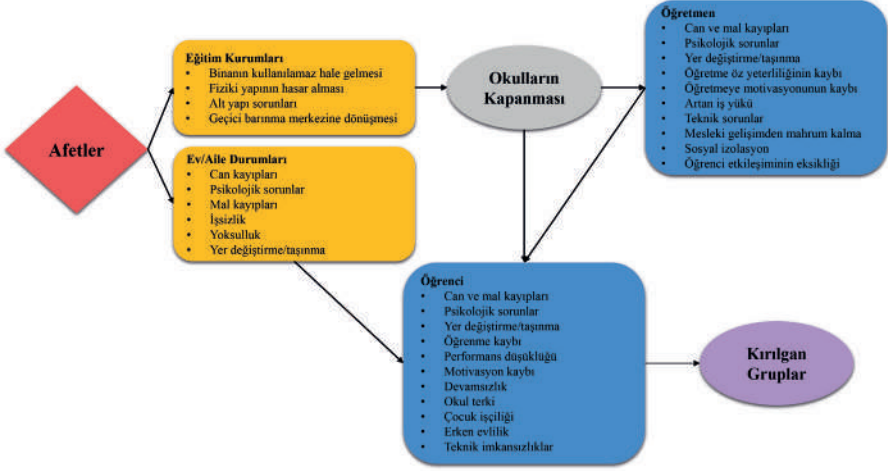 Afetler
Eğitim Kurumları
• Binanın kullanılamaz hale gelmesi
• Fiziki yapının hasar alması
• Alt yapı sorunları
• Geçici barınma merkezine dönüşmesi
Ev/Aile Durumları
• Can kayıpları
• Psikolojik sorunlar
• Mal kayıpları
• İşsizlik
• Yoksulluk
• Yer değiştirme/taşınma
Okulların
Kapanması
Öğretmen
• Can ve mal kayıpları
• Psikolojik sorunlar
• Yer değiştirme/taşınma
• Öğretme öz yeterliliğinin kaybı
• Öğretmeye motivasyonunun kaybı
• Artan iş yükü
• Teknik sorunlar
• Mesleki gelişimden mahrum kalma
• Sosyal izolasyon
• Öğrenci etkileşiminin eksikliği
Öğrenci
• Can ve mal kayıpları
• Psikolojik sorunlar
• Yer değiştirme/taşınma
• Öğrenme kaybı
• Performans düşüklüğü
• Motivasyon kaybı
• Devamsızlık
• Okul terki
• Çocuk işçiliği
• Erken evlilik
• Teknik imkansızlıklar
Kırılgan
Gruplar